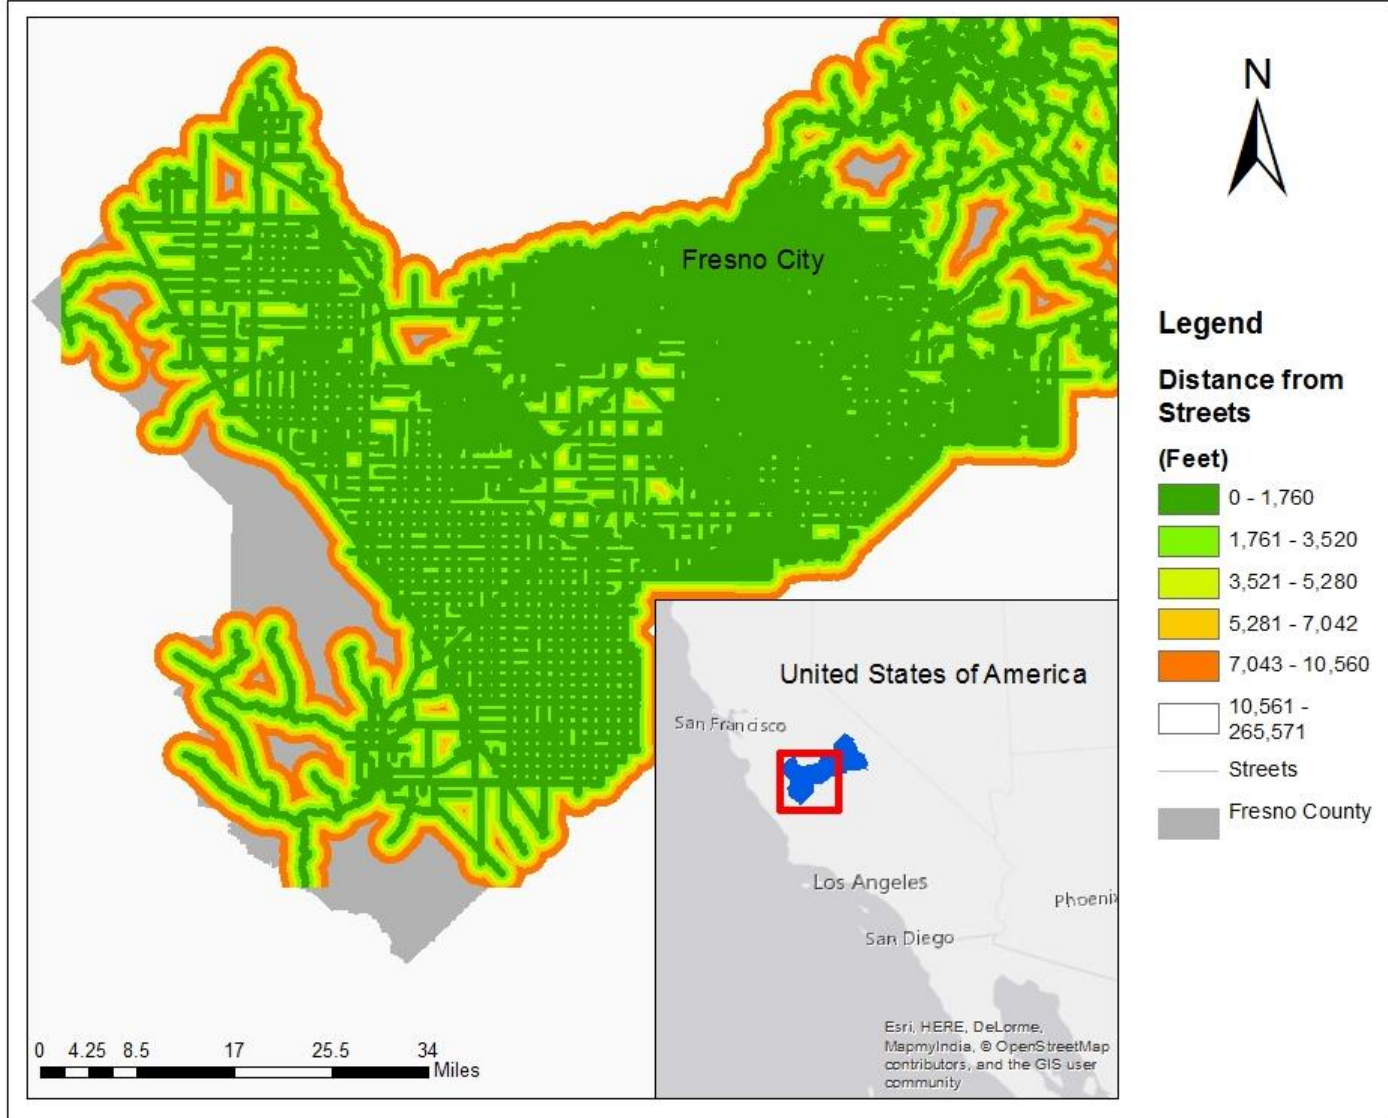 N
Fresno City
Legend
Distance from
Streets
(Feet)
0 - 1,760
1,761 - 3,520
3,521 - 5,280
5,281 - 7,042
7,043 - 10,560
10,561 -
265,571
Streets
Fresno County
United States of America
San Francisco
Los Angeles
Phoenix
San Diego
Esri, HERE, DeLorme,
MapmyIndia, © OpenStreetMap
contributors, and the GIS user
community
0 4.25 8.5 17 25.5 34
Miles